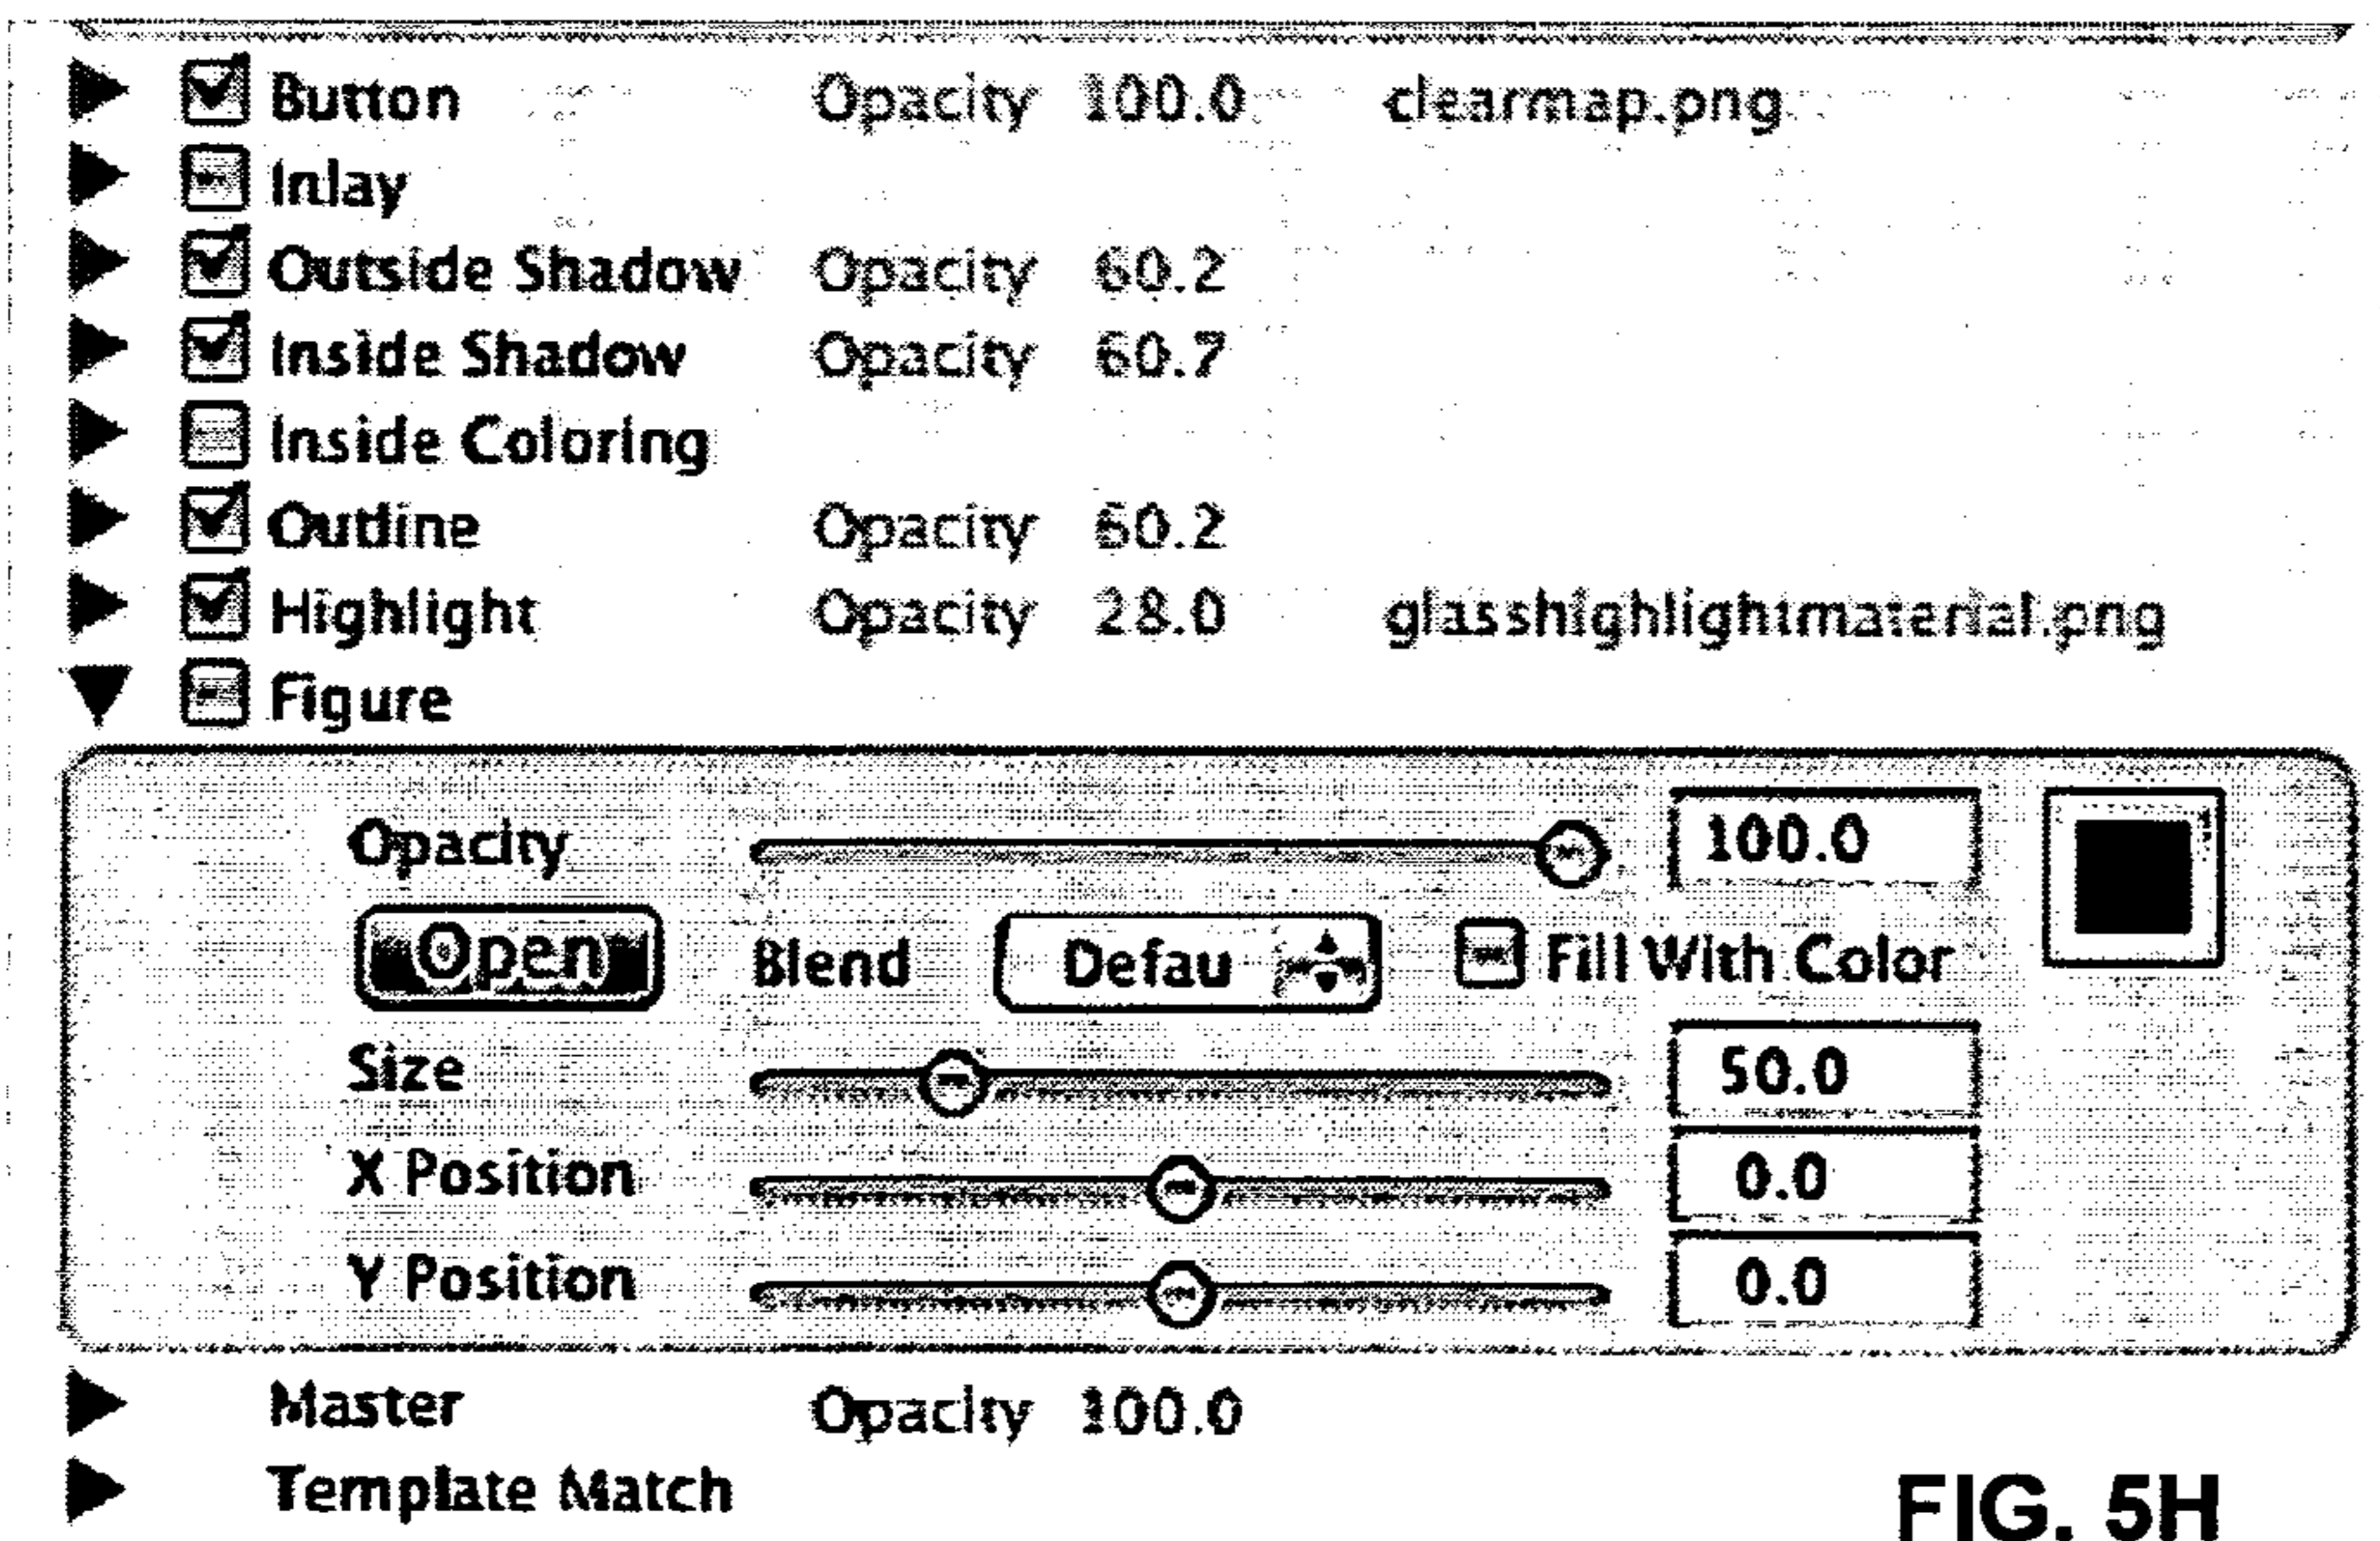 Button Opacity 100.0 clearmap.png
Inlay
Outside Shadow Opacity 60.2
Inside Shadow Opacity 60.7
Inside Coloring
Outline Opacity 60.2
Highlight Opacity 28.0 glasshighlightmaterial.png
Figure
Opacity 100.0
Open Blend Defau Fill With Color
Size 50.0
X Position 0.0
Y Position 0.0
Master Opacity 100.0
Template Match
FIG. 5H